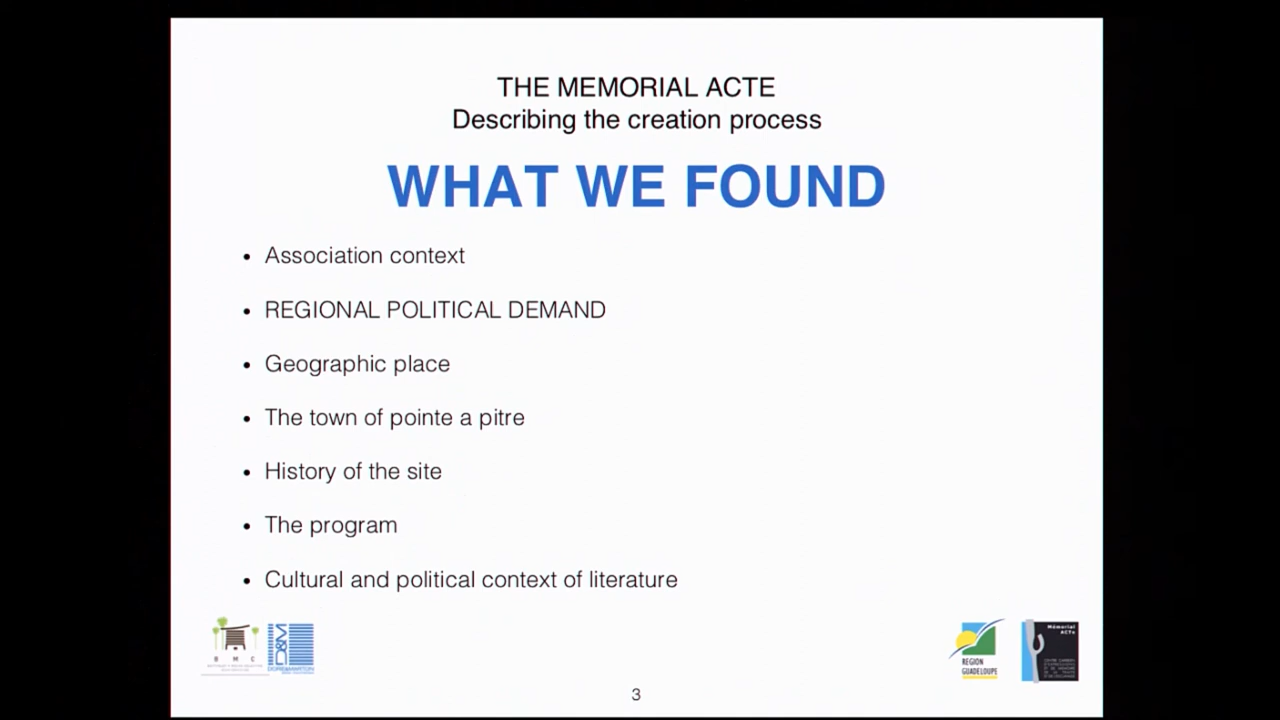 THE MEMORIAL ACTE
Describing the creation process
WHAT WE FOUND
• Association context
• REGIONAL POLITICAL DEMAND
• Geographic place
• The town of pointe a pitre
• History of the site
• The program
• Cultural and political context of literature
B M C
D&M
REGION
GUADELOUPE
Mémorial
ACTe
3